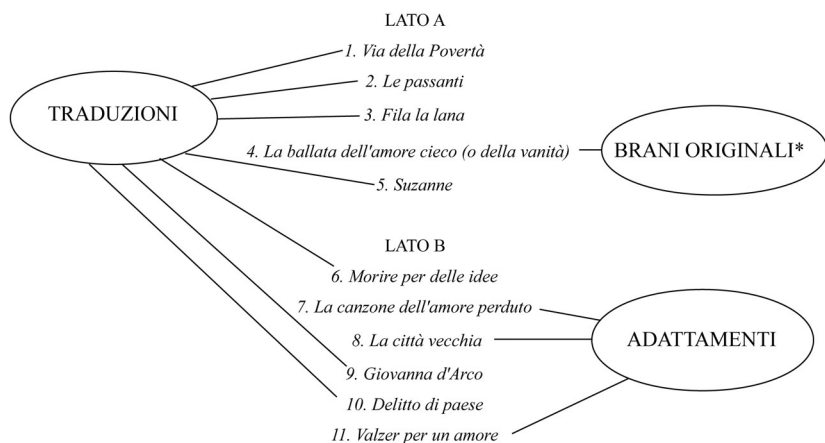 LATO A
1. Via della Povertà
2. Le passanti
TRADUZIONI
3. Fila la lana
4. La ballata dell'amore cieco (o della vanità)
BRANI ORIGINALI*
5. Suzanne
LATO B
6. Morire per delle idee
7. La canzone dell'amore perduto
8. La città vecchia
ADATTAMENTI
9. Giovanna d'Arco
10. Delitto di paese
11. Valzer per un amore